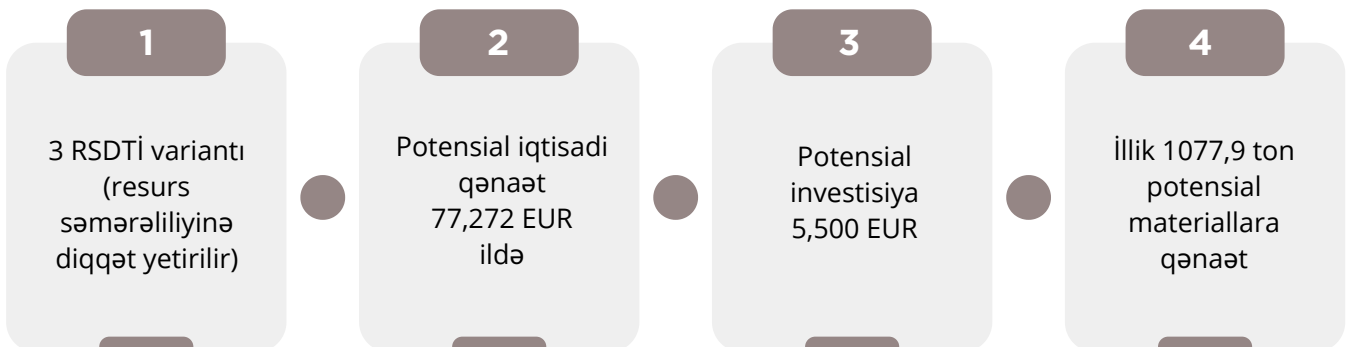 1
3 RSDTİ variantı
(resurs
səmərəliliyinə
diqqət yetirilir)
2
Potensial iqtisadi
qənaət
77,272 EUR
ildə
3
Potensial
investisiya
5,500 EUR
4
İllik 1077,9 ton
potensial
materiallara
qənaət